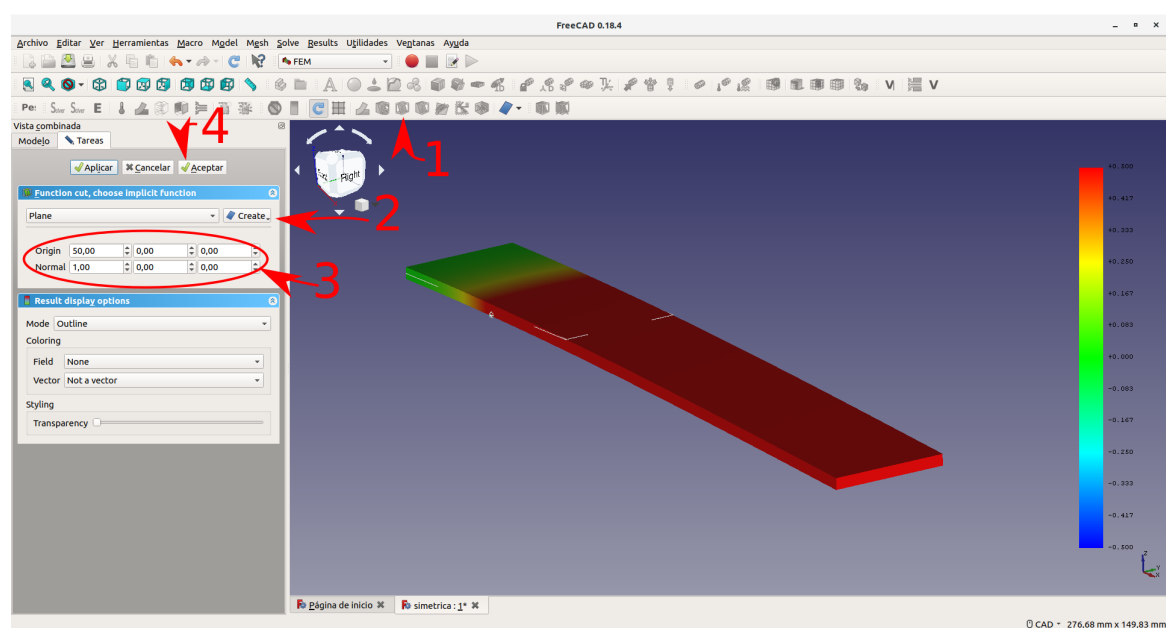 FreeCAD 0.18.4
Archivo Editar Ver Herramientas Macro Model Mesh Solve Results Utilidades Ventanas Ayuda
FEM
A
Pe: Solve Solve E
Vista combinada
Modelo Tareas
4
Aplicar Cancelar Aceptar
1
Function cut, choose implicit function
Plane Create
2
Origin 50,00 0,00 0,00
Normal 1,00 0,00 0,00
3
Result display options
Mode Outline
Coloring
Field None
Vector Not a vector
Styling
Transparency
Right
+0.500
+0.417
+0.333
+0.250
+0.167
+0.083
+0.000
-0.083
-0.167
-0.250
-0.333
-0.417
-0.500
Z
Y
X
Página de inicio simetrica : 1*
CAD 276,68 mm x 149,83 mm